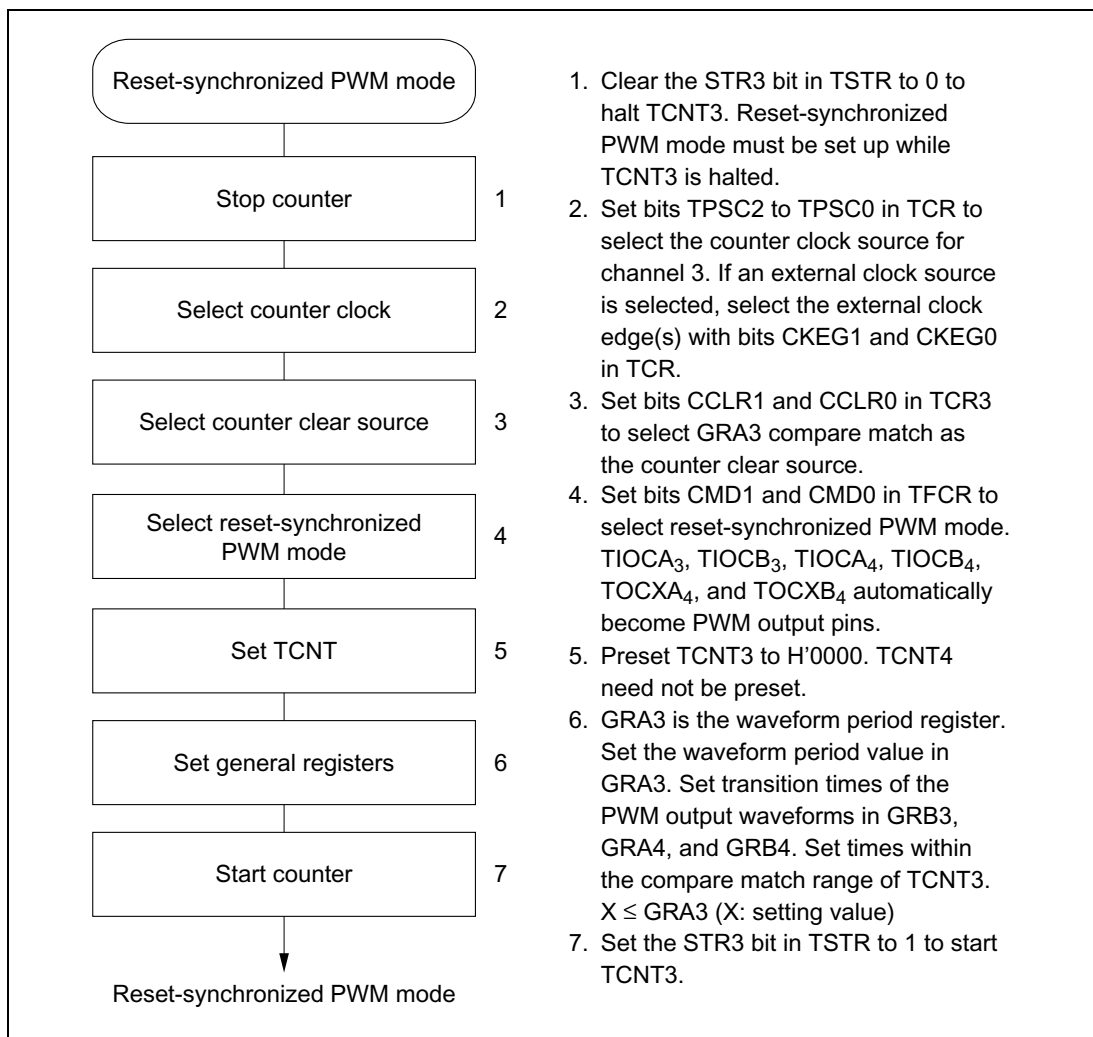 Reset-synchronized PWM mode
Stop counter
1
Select counter clock
2
Select counter clear source
3
Select reset-synchronized
PWM mode
4
Set TCNT
5
Set general registers
6
Start counter
7
Reset-synchronized PWM mode
1. Clear the STR3 bit in TSTR to 0 to
halt TCNT3. Reset-synchronized
PWM mode must be set up while
TCNT3 is halted.
2. Set bits TPSC2 to TPSC0 in TCR to
select the counter clock source for
channel 3. If an external clock source
is selected, select the external clock
edge(s) with bits CKEG1 and CKEG0
in TCR.
3. Set bits CCLR1 and CCLR0 in TCR3
to select GRA3 compare match as
the counter clear source.
4. Set bits CMD1 and CMD0 in TFCR to
select reset-synchronized PWM mode.
TIOCA₃, TIOCB₃, TIOCA₄, TIOCB₄,
TOCXA₄, and TOCXB₄ automatically
become PWM output pins.
5. Preset TCNT3 to H'0000. TCNT4
need not be preset.
6. GRA3 is the waveform period register.
Set the waveform period value in
GRA3. Set transition times of the
PWM output waveforms in GRB3,
GRA4, and GRB4. Set times within
the compare match range of TCNT3.
X ≤ GRA3 (X: setting value)
7. Set the STR3 bit in TSTR to 1 to start
TCNT3.